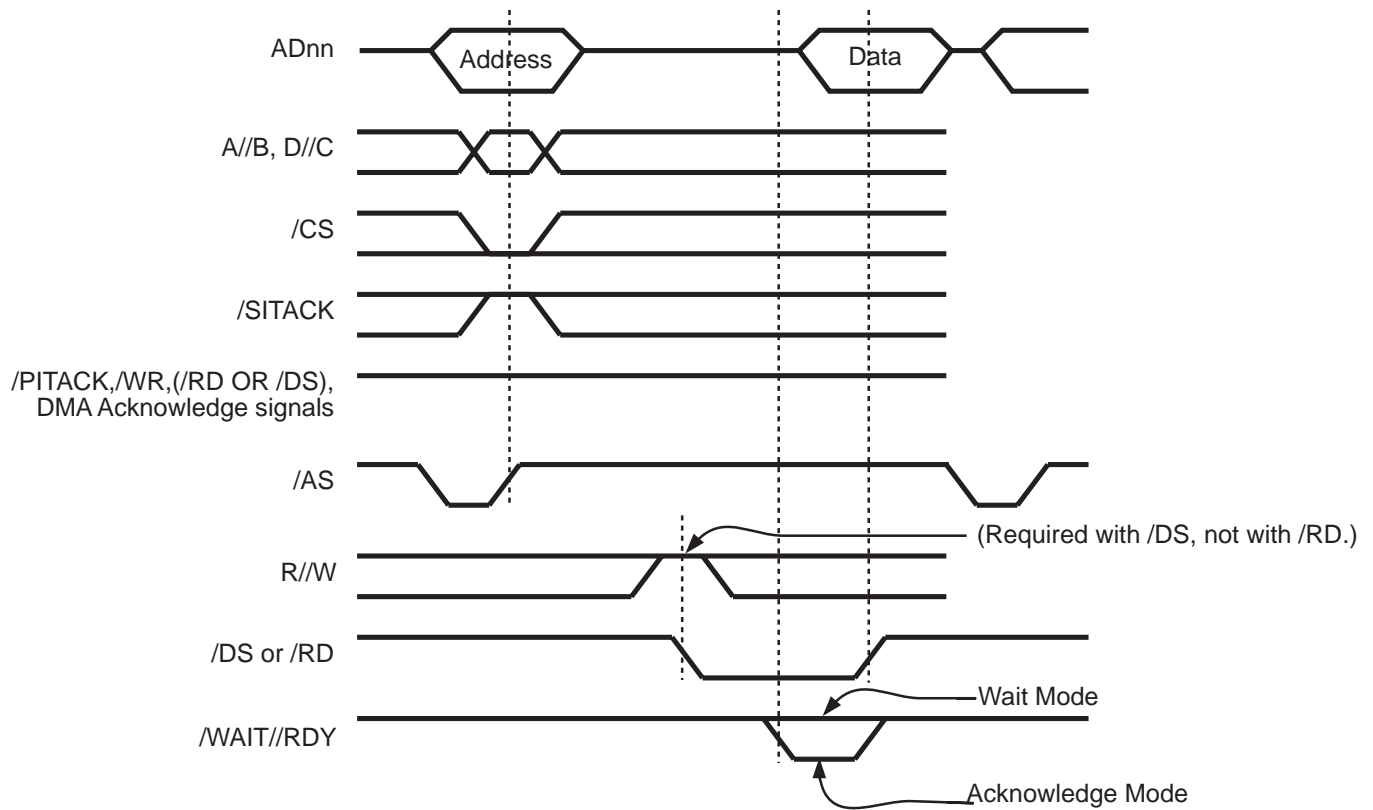 ADnn
Address
Data
A//B, D//C
/CS
/SITACK
/PITACK,/WR,(/RD OR /DS),
DMA Acknowledge signals
/AS
(Required with /DS, not with /RD.)
R//W
/DS or /RD
Wait Mode
/WAIT//RDY
Acknowledge Mode